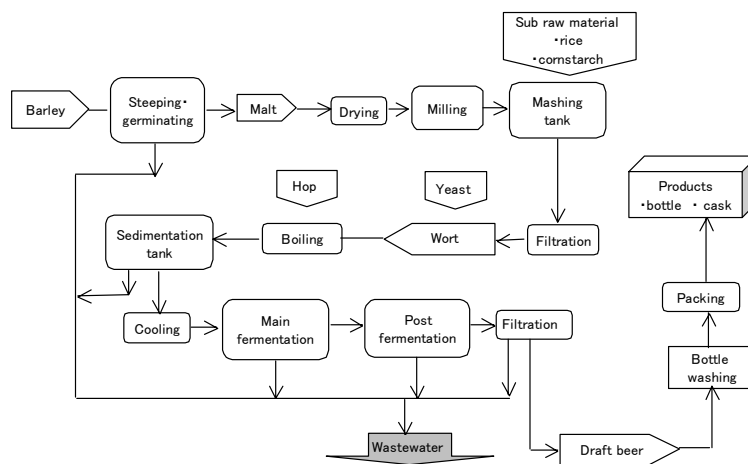 Sub raw material
・rice
・cornstarch
Barley
Steeping・
germinating
Malt
Drying
Milling
Mashing
tank
Hop
Yeast
Products
・bottle ・ cask
Sedimentation
tank
Boiling
Wort
Filtration
Packing
Cooling
Main
fermentation
Post
fermentation
Filtration
Bottle
washing
Wastewater
Draft beer